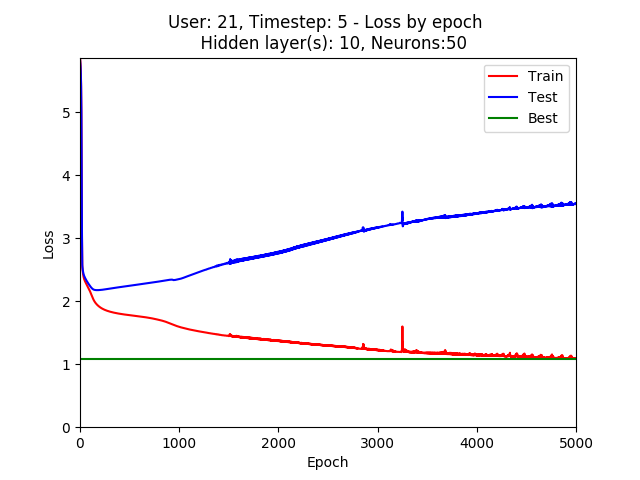 User: 21, Timestep: 5 - Loss by epoch
Hidden layer(s): 10, Neurons:50
Train
Test
Best
Loss
5
4
3
2
1
0
0 1000 2000 3000 4000 5000
Epoch